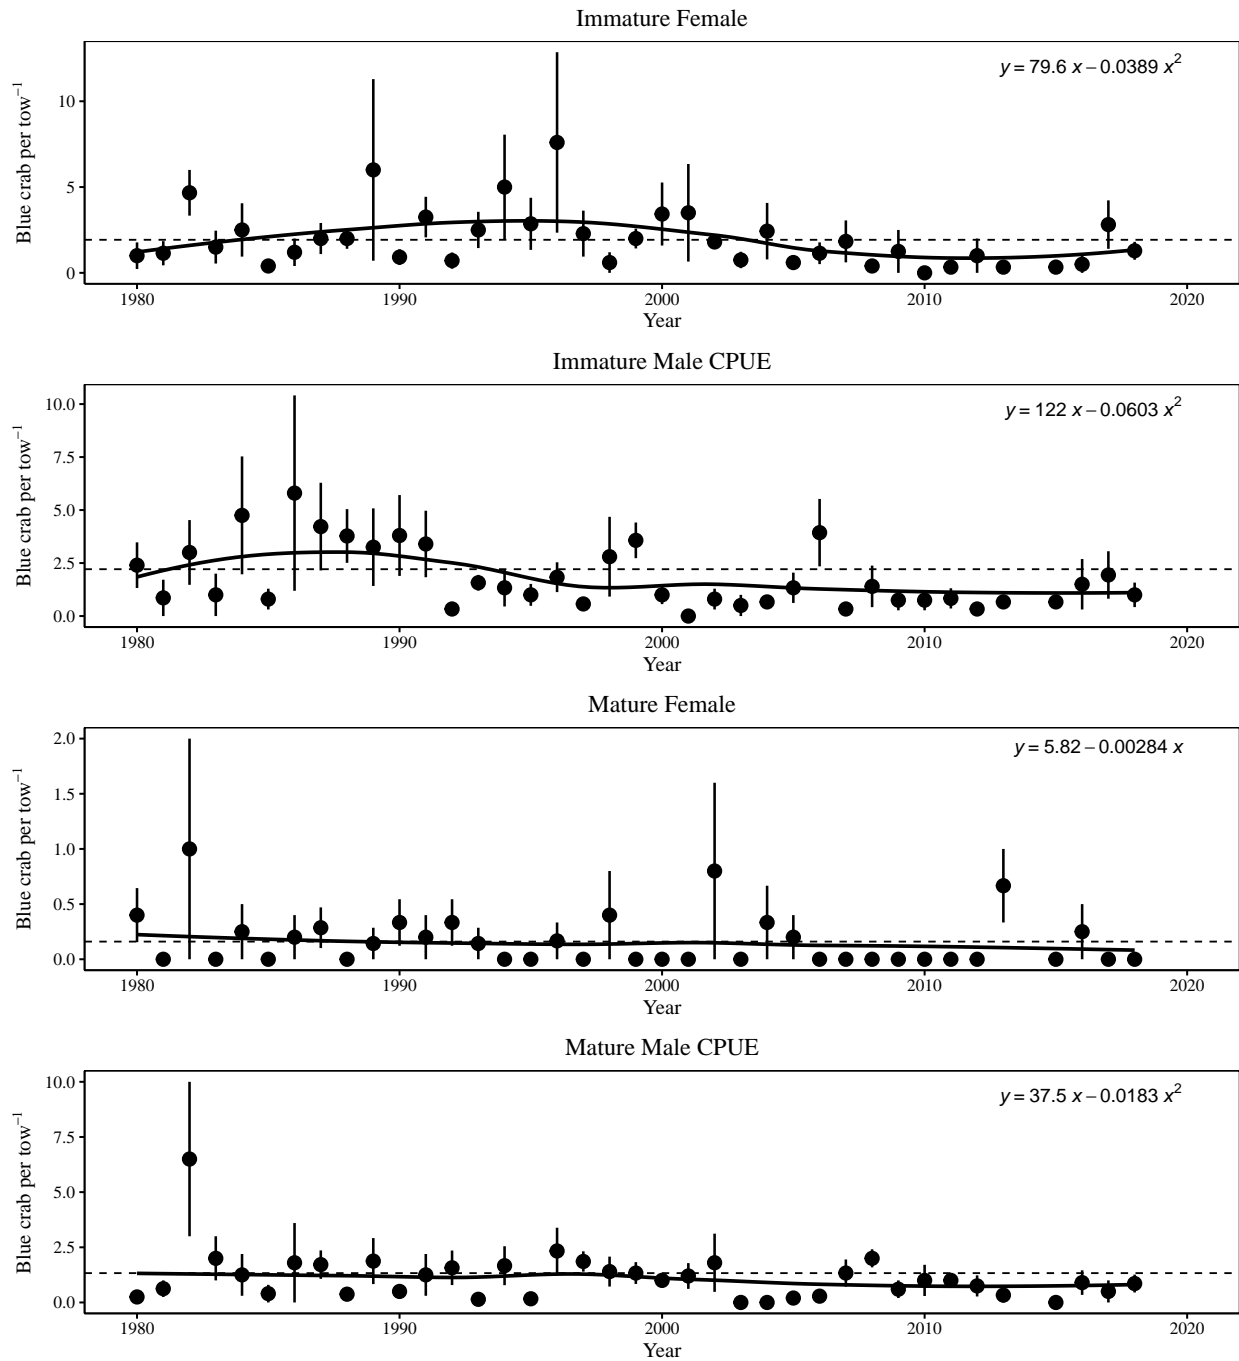 Immature Female
y = 79.6 x − 0.0389 x²
Blue crab per tow⁻¹
10
5
0
1980 1990 2000 2010 2020
Year
Immature Male CPUE
y = 122 x − 0.0603 x²
Blue crab per tow⁻¹
10.0
7.5
5.0
2.5
0.0
1980 1990 2000 2010 2020
Year
Mature Female
y = 5.82 − 0.00284 x
Blue crab per tow⁻¹
2.0
1.5
1.0
0.5
0.0
1980 1990 2000 2010 2020
Year
Mature Male CPUE
y = 37.5 x − 0.0183 x²
Blue crab per tow⁻¹
10.0
7.5
5.0
2.5
0.0
1980 1990 2000 2010 2020
Year